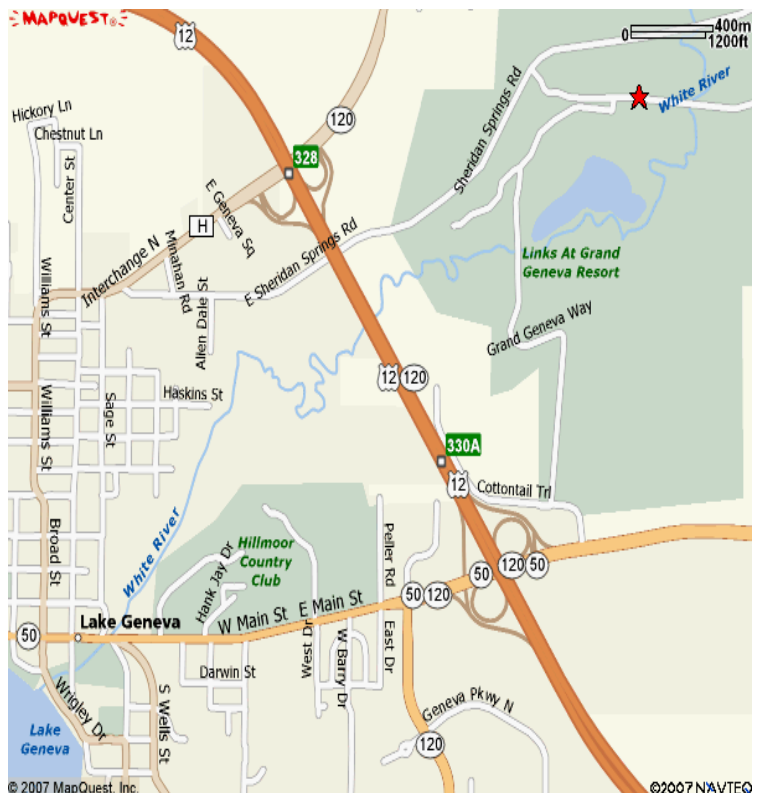 MAPQUEST®
12
400m
0
1200ft
White River
Sheridan Springs Rd
Hickory Ln
Chestnut Ln
120
328
Center St
E Geneva Sq
H
Links At Grand
Geneva Resort
E Sheridan Springs Rd
Interchange N
Minahan Rd
Allen Dale St
Williams St
Grand Geneva Way
12
120
Haskins St
Williams St
Sage St
330A
12
Cottontail Trl
White River
Broad St
Hillmoor
Country
Club
Peller Rd
Hank Jay Dr
50
120
50
50
120
W Main St
E Main St
Lake Geneva
50
East Dr
West Dr
W Barry Dr
Darwin St
Wrigley Dr
S Wells St
Geneva Pkwy N
120
Lake
Geneva
© 2007 MapQuest, Inc.
©2007 NAVTEQ